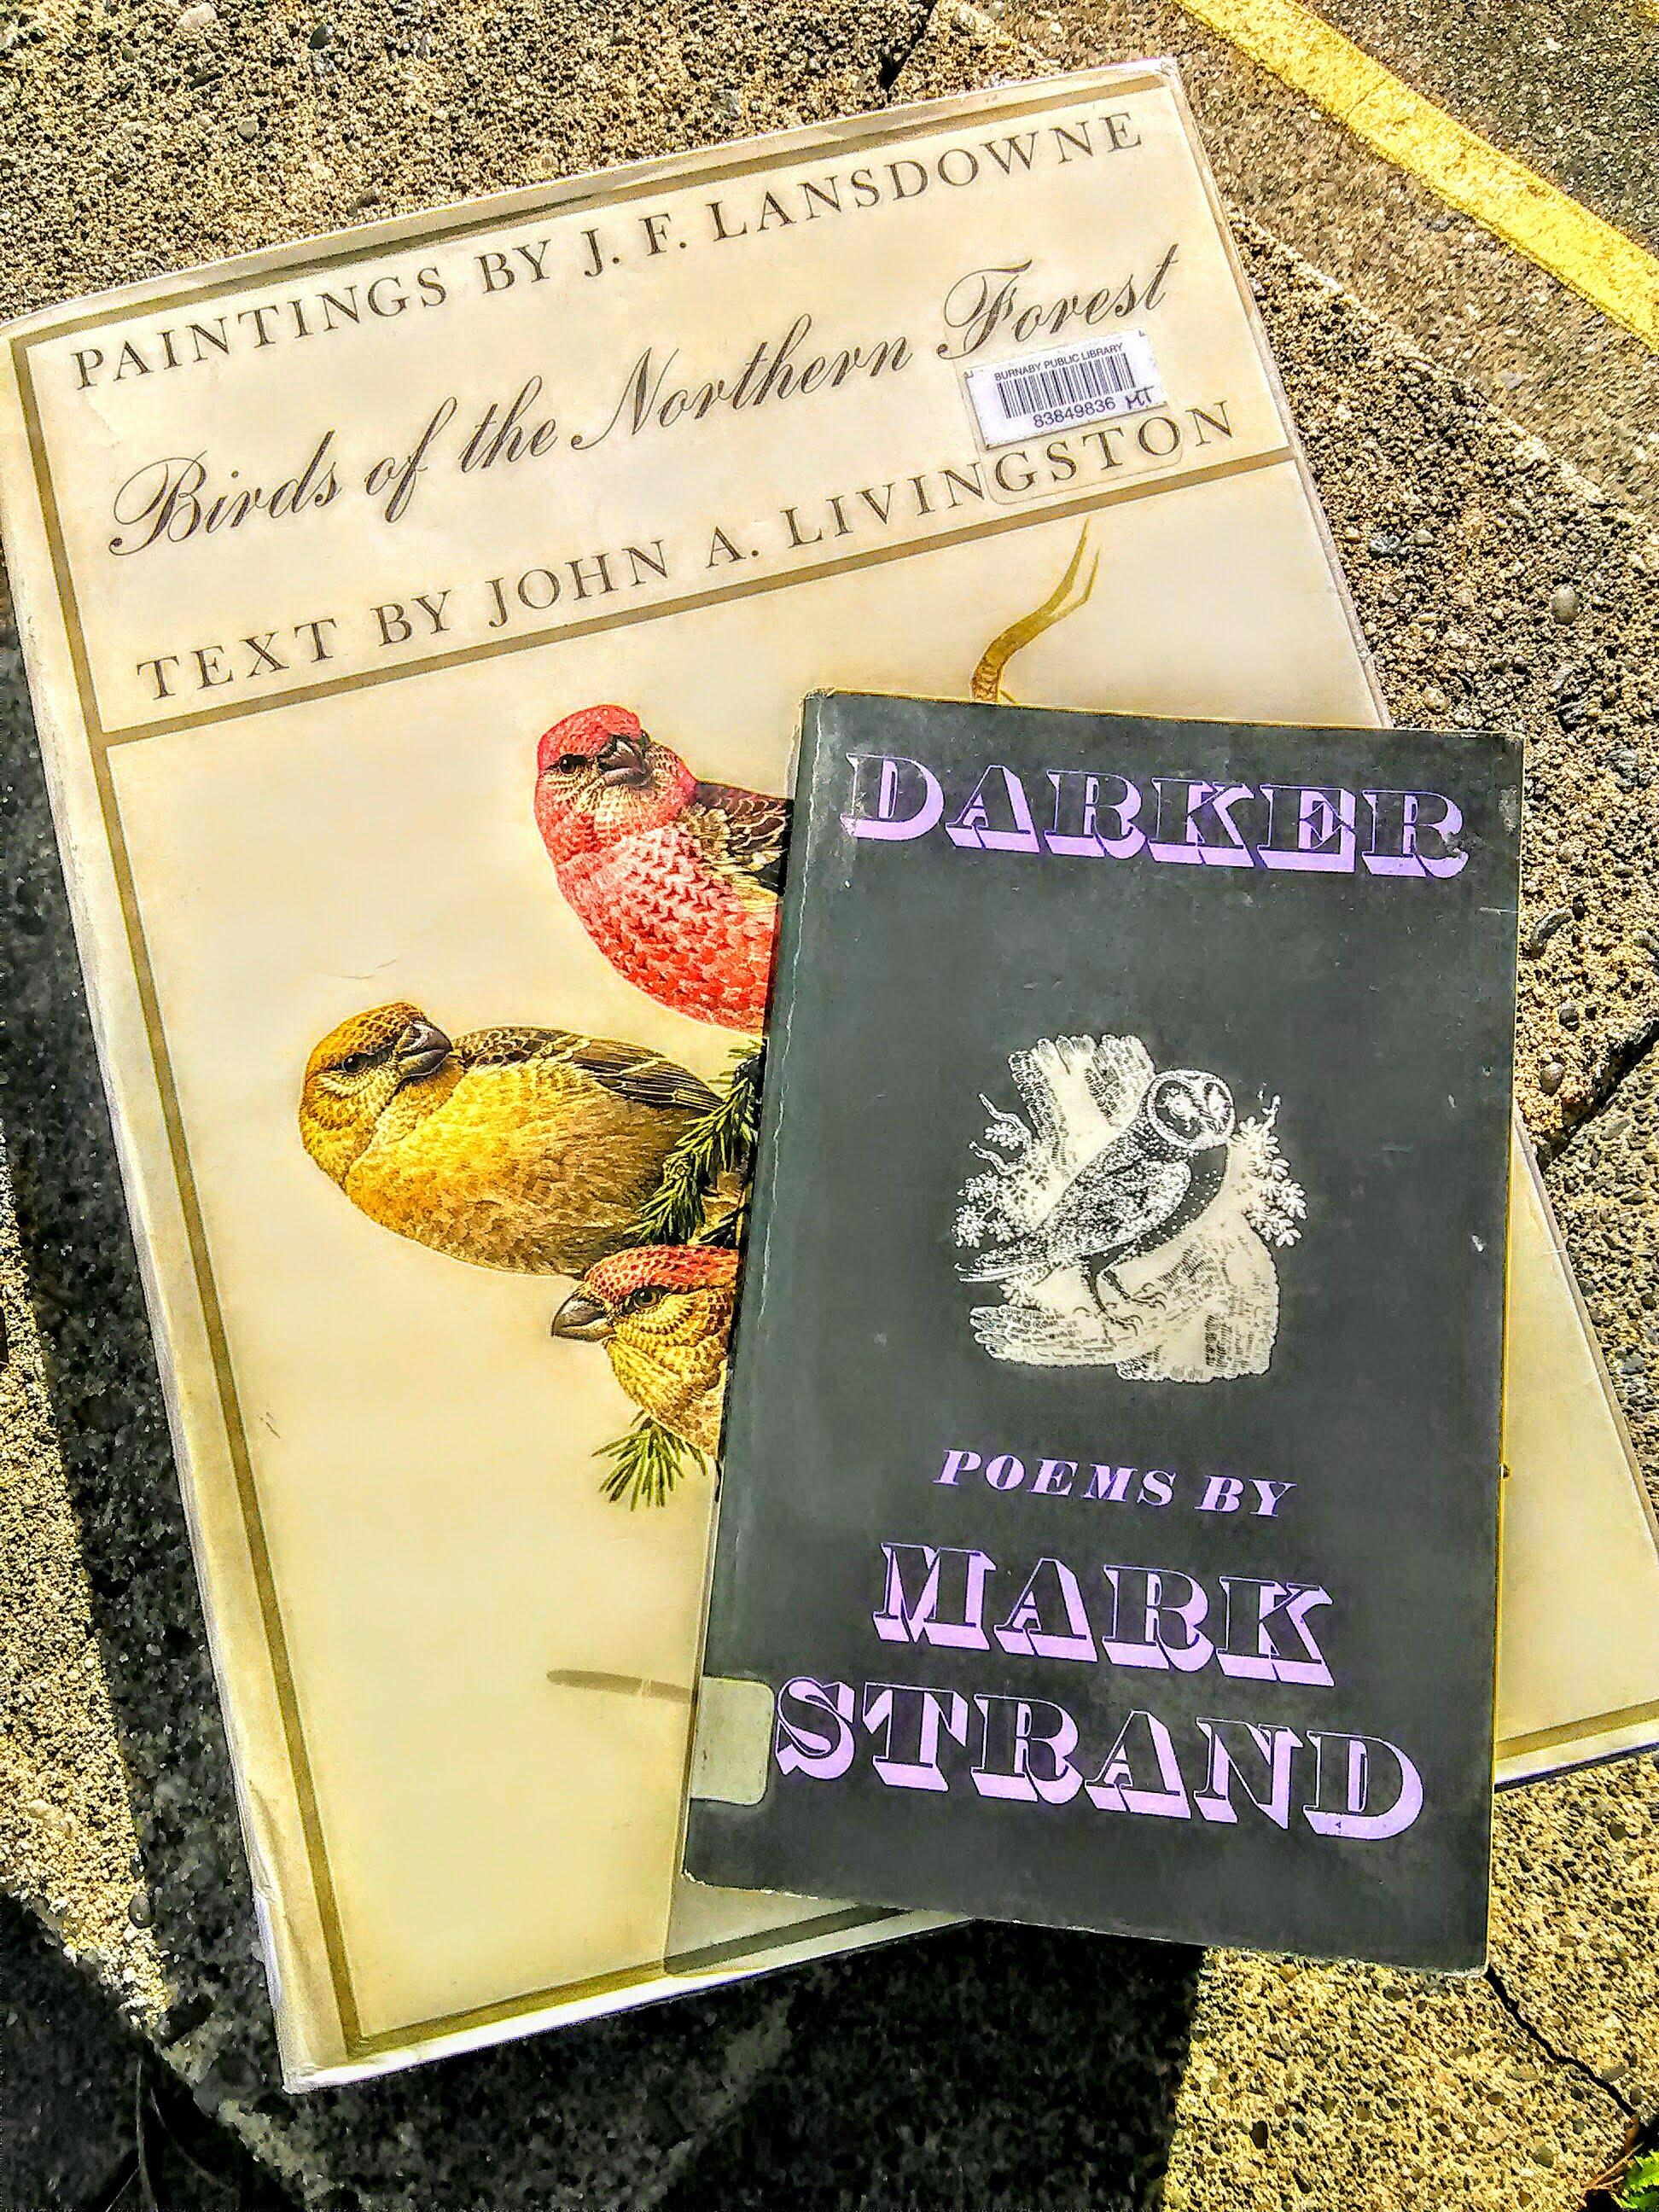 PAINTINGS BY J. F. LANSDOWNE
Birds of the Northern Forest
BURNABY PUBLIC LIBRARY
83849836 MT
TEXT BY JOHN A. LIVINGSTON
DARKER
POEMS BY
MARK
STRAND